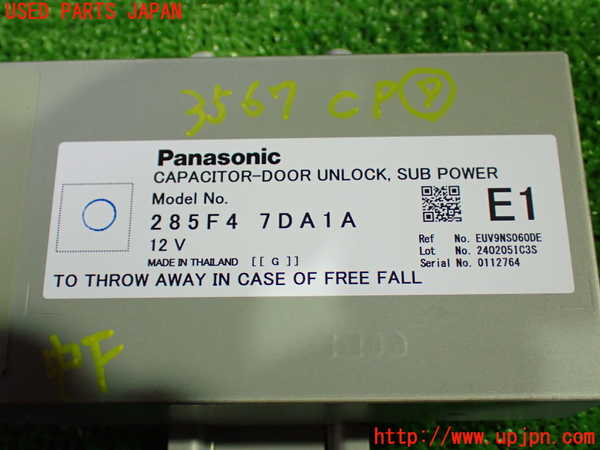 USED PARTS JAPAN
3567 CP
Panasonic
CAPACITOR-DOOR UNLOCK, SUB POWER
Model No.
285F4 7DA1A
12 V
MADE IN THAILAND [[ G ]]
E1
Ref No. EUV9NS060DE
Lot No. 2402051C3S
Serial No. 0112764
TO THROW AWAY IN CASE OF FREE FALL
http://www.upjpn.com